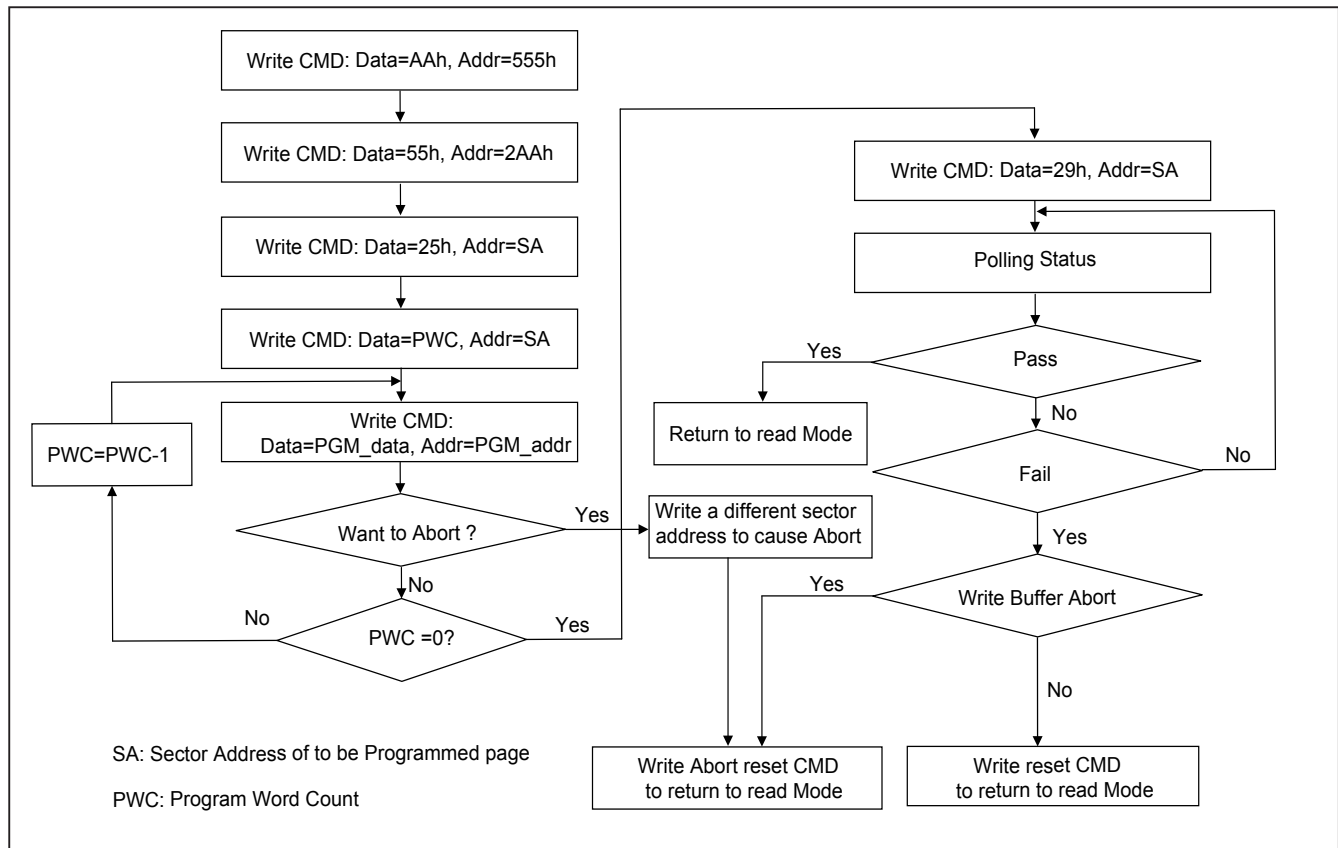 Write CMD: Data=AAh, Addr=555h
Write CMD: Data=55h, Addr=2AAh
Write CMD: Data=25h, Addr=SA
Write CMD: Data=PWC, Addr=SA
Write CMD:
Data=PGM_data, Addr=PGM_addr
PWC=PWC-1
Want to Abort ?
Yes
No
PWC =0?
No
Yes
Write a different sector
address to cause Abort
Write CMD: Data=29h, Addr=SA
Polling Status
Pass
Yes
No
Return to read Mode
Fail
No
Yes
Write Buffer Abort
Yes
No
Write Abort reset CMD
to return to read Mode
Write reset CMD
to return to read Mode
SA: Sector Address of to be Programmed page
PWC: Program Word Count